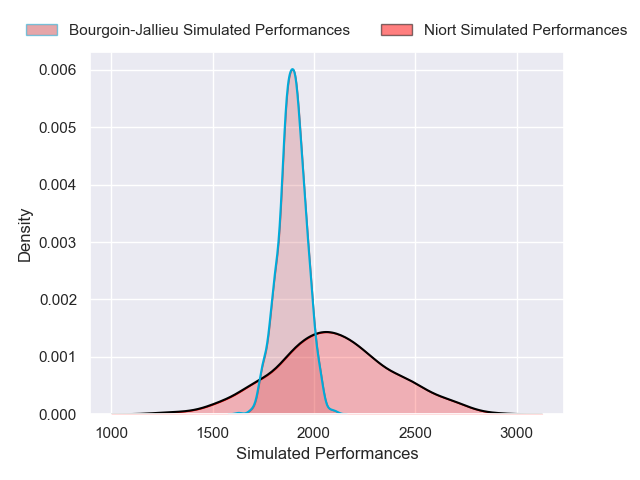 Bourgoin-Jallieu Simulated Performances Niort Simulated Performances
0.006
0.005
0.004
0.003
0.002
0.001
0.000
Density
1000 1500 2000 2500 3000
Simulated Performances